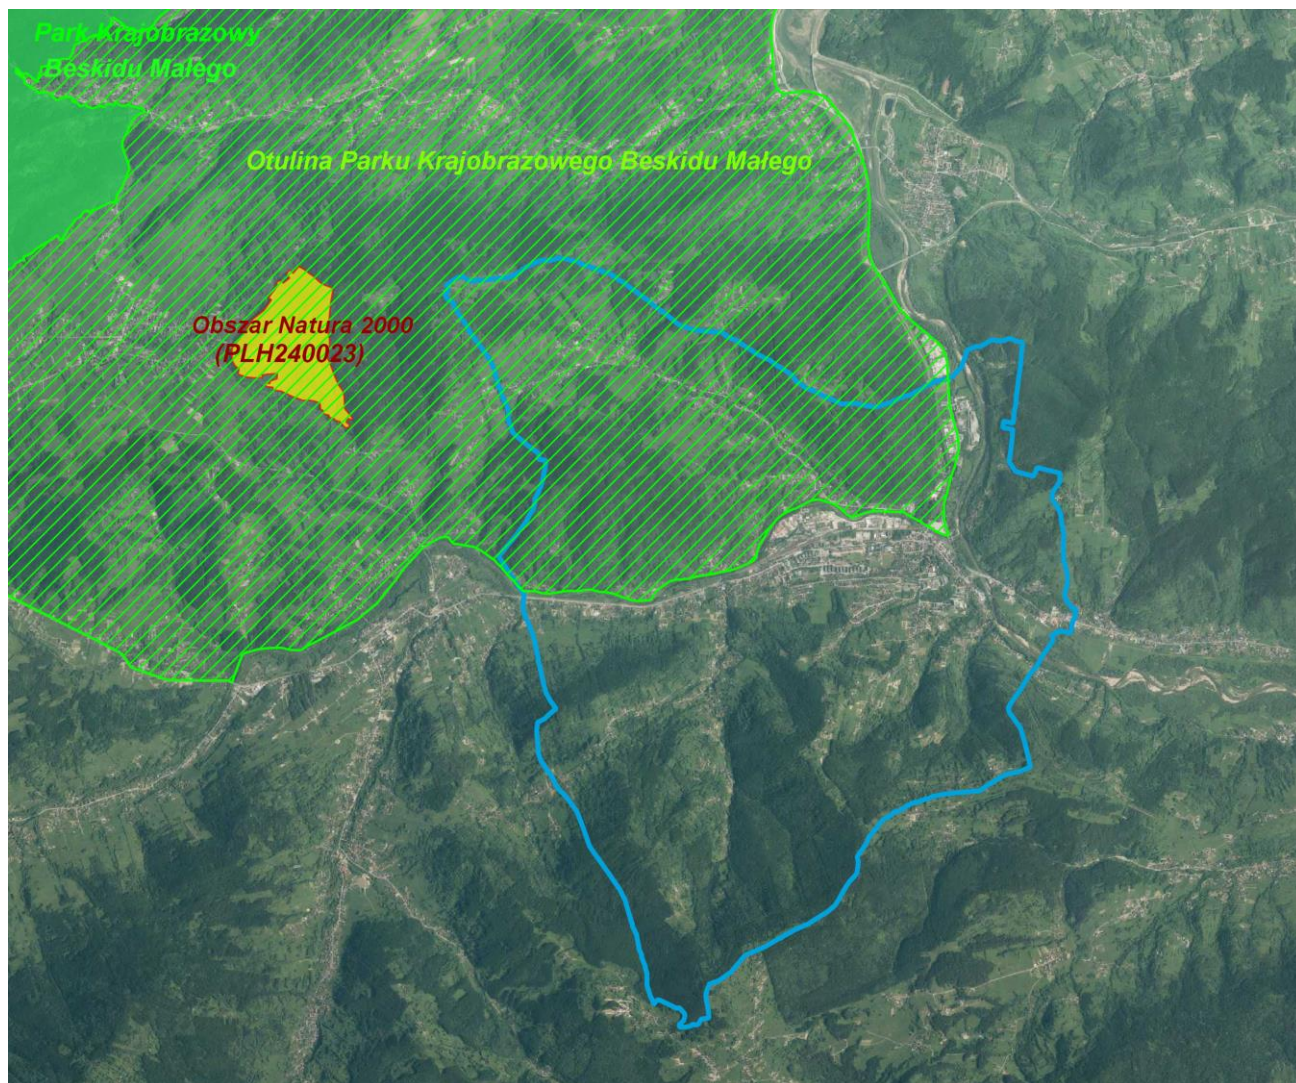 Park Krajobrazowy
Beskidu Małego
Otulina Parku Krajobrazowego Beskidu Małego
Obszar Natura 2000
(PLH240023)